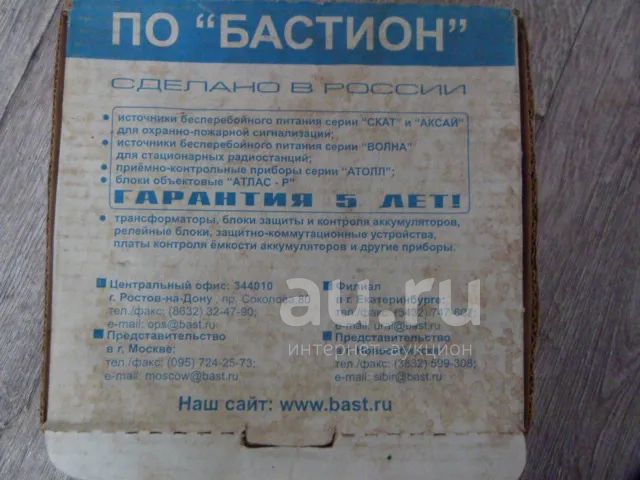 ПО "БАСТИОН"
СДЕЛАНО В РОССИИ
• источники бесперебойного питания серии "СКАТ" и "АКСАЙ"
для охранно-пожарной сигнализации;
• источники бесперебойного питания серии "ВОЛНА"
для стационарных радиостанций;
• приёмно-контрольные приборы серии "АТОЛЛ";
• блоки объектовые "АТЛАС - Р"
ГАРАНТИЯ 5 ЛЕТ!
• трансформаторы, блоки защиты и контроля аккумуляторов,
релейные блоки, защитно-коммутационные устройства,
платы контроля ёмкости аккумуляторов и другие приборы.
Центральный офис: 344010
г. Ростов-на-Дону , пр. Соколова 80
тел./факс: (8632) 32-47-90;
e-mail: ops@bast.ru
Представительство
в г. Москве:
тел./факс: (095) 724-25-73;
e-mail: moscow@bast.ru
Филиал
в г. Екатеринбурге:
тел./факс: (3432)
e-mail: ural@bast.ru
Представительство
в г.
тел./факс: (3832) 599-308;
e-mail: sibir@bast.ru
au.ru
интернет-аукцион
Наш сайт: www.bast.ru